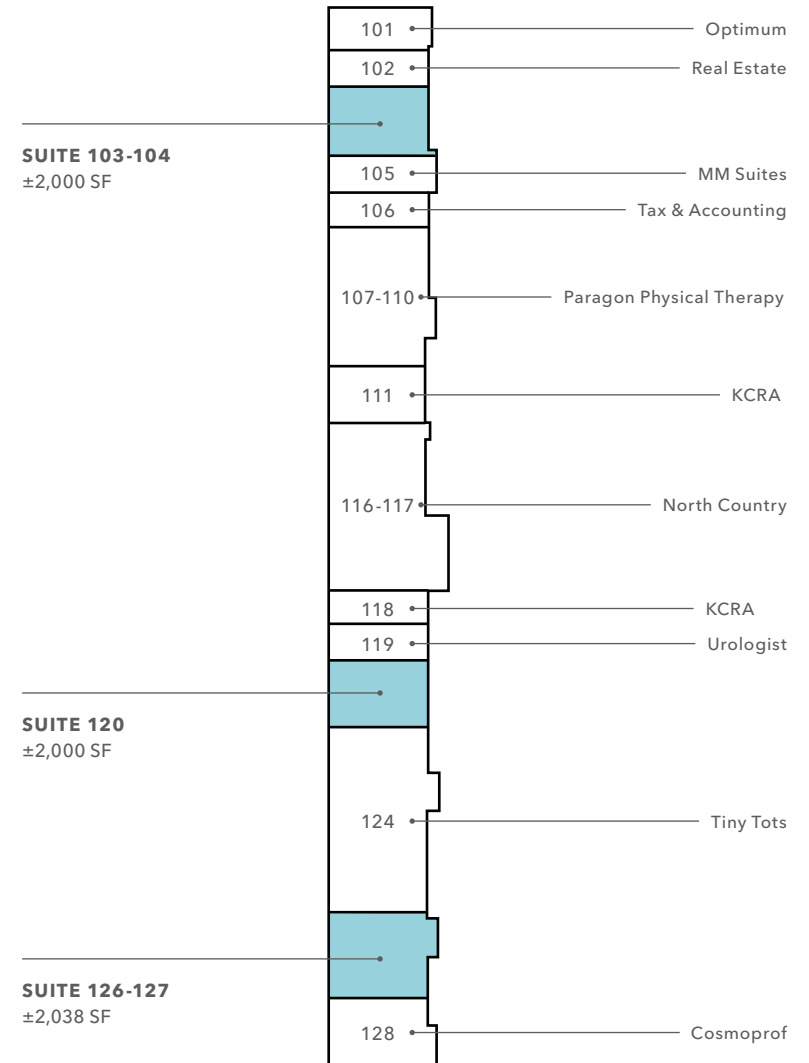 101 Optimum
102 Real Estate
SUITE 103-104
±2,000 SF
105 MM Suites
106 Tax & Accounting
107-110 Paragon Physical Therapy
111 KCRA
116-117 North Country
118 KCRA
119 Urologist
SUITE 120
±2,000 SF
124 Tiny Tots
SUITE 126-127
±2,038 SF
128 Cosmoprof